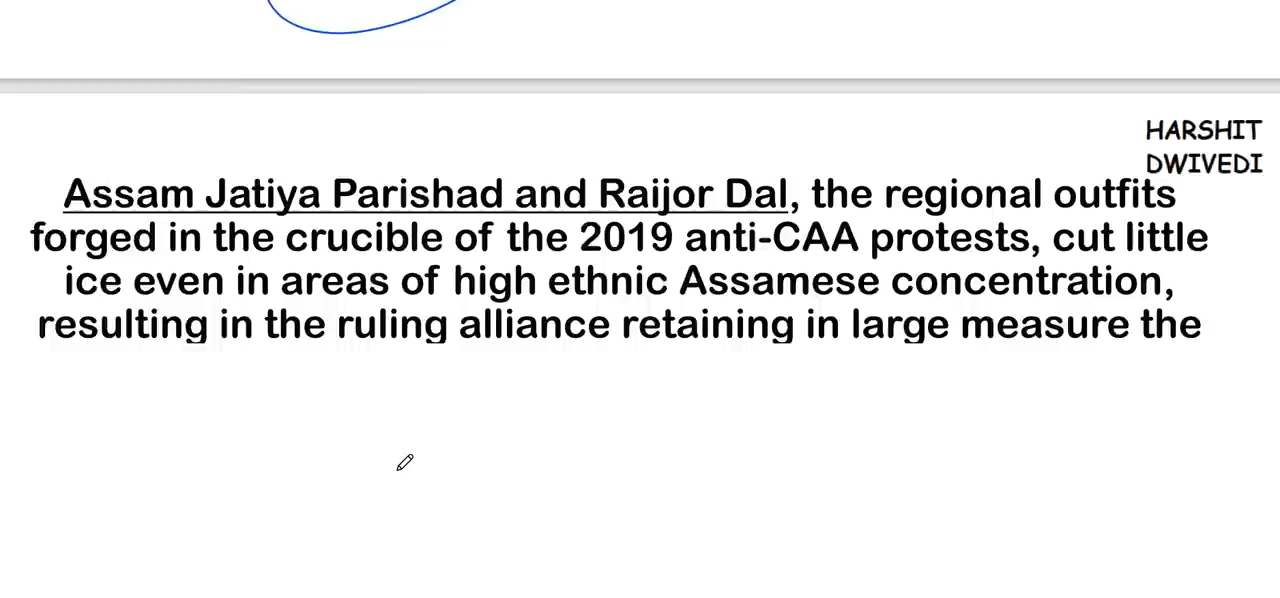 HARSHIT
DWIVEDI
Assam Jatiya Parishad and Raijor Dal, the regional outfits
forged in the crucible of the 2019 anti-CAA protests, cut little
ice even in areas of high ethnic Assamese concentration,
resulting in the ruling alliance retaining in large measure the